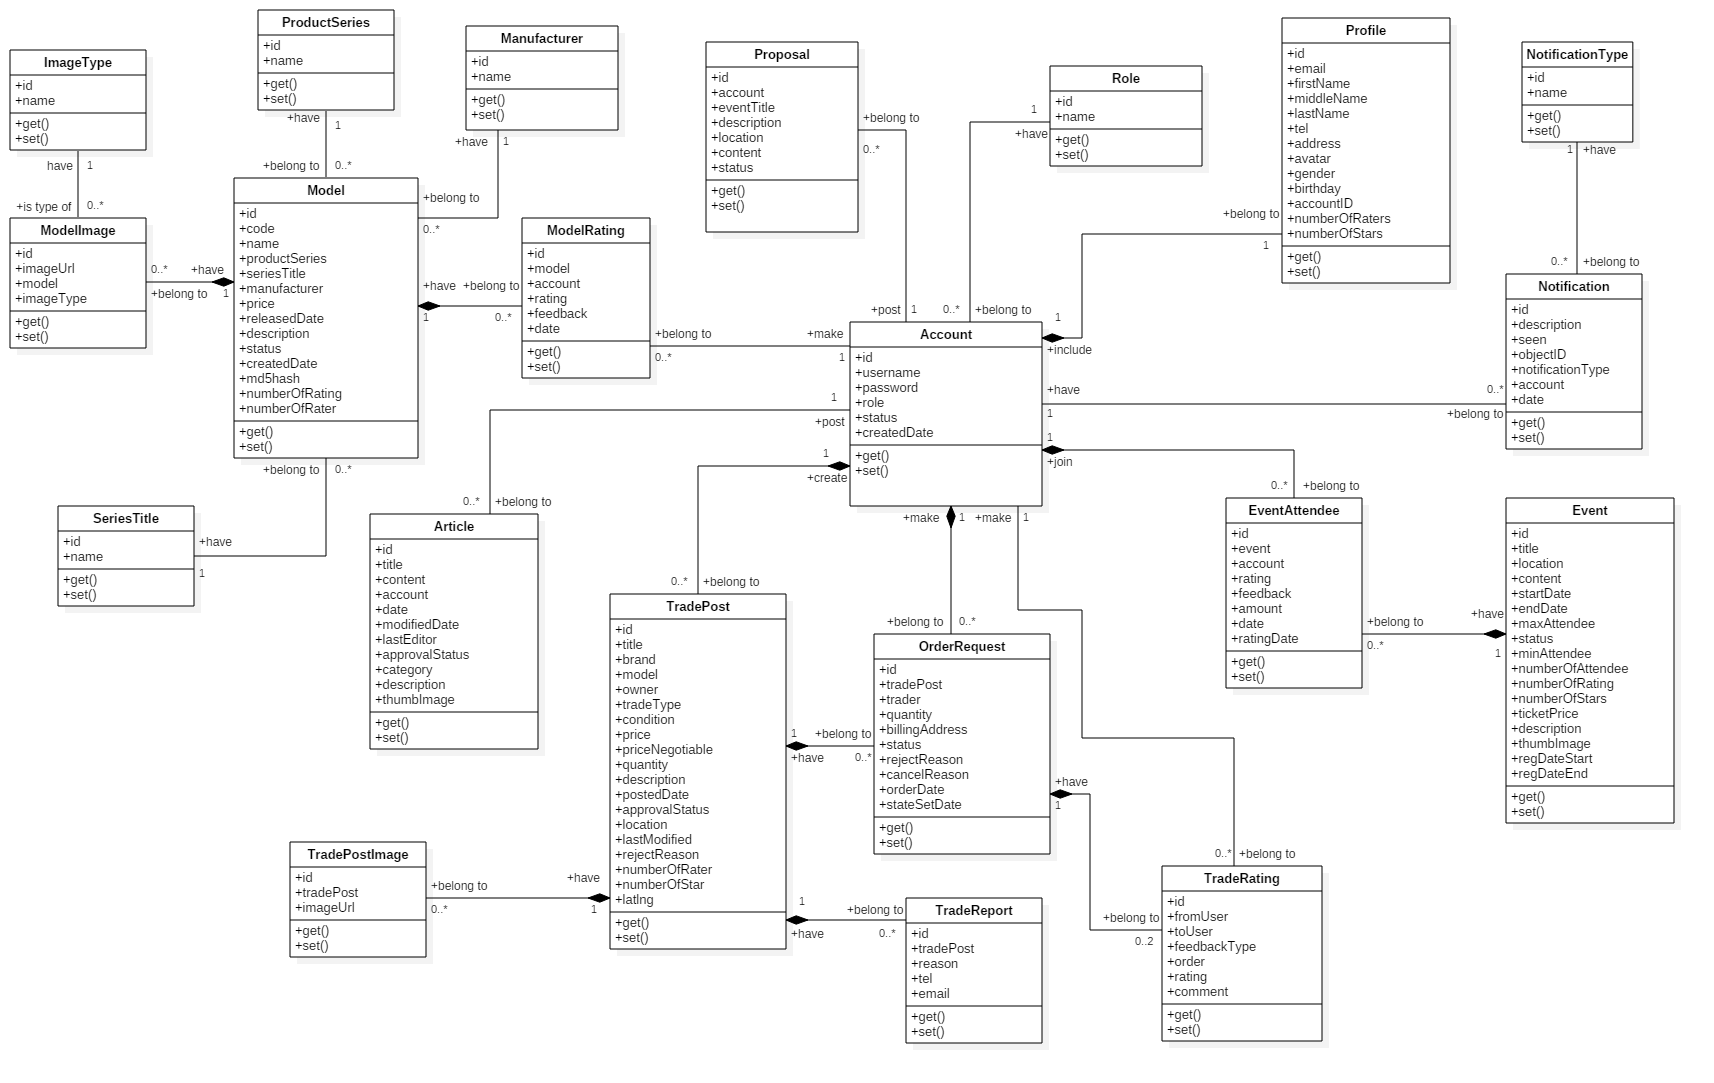 ImageType
+id
+name
+get()
+set()
have
1
+is type of
0..*
ProductSeries
+id
+name
+get()
+set()
+have
1
+belong to
0..*
Manufacturer
+id
+name
+get()
+set()
+have
1
+belong to
0..*
Model
+id
+code
+name
+productSeries
+seriesTitle
+manufacturer
+price
+releasedDate
+description
+status
+createdDate
+md5hash
+numberOfRating
+numberOfRater
+get()
+set()
ModelImage
+id
+imageUrl
+model
+imageType
+get()
+set()
0..*
+have
+belong to
1
ModelRating
+id
+model
+account
+rating
+feedback
+date
+get()
+set()
+have
+belong to
1
0..*
+belong to
+make
0..*
1
Proposal
+id
+account
+eventTitle
+description
+location
+content
+status
+get()
+set()
+belong to
0..*
+post
1
Role
+id
+name
+get()
+set()
1
+have
0..*
+belong to
Profile
+id
+email
+firstName
+middleName
+lastName
+tel
+address
+avatar
+gender
+birthday
+accountID
+numberOfRaters
+numberOfStars
+get()
+set()
+belong to
1
1
+include
NotificationType
+id
+name
+get()
+set()
1
+have
0..*
+belong to
Notification
+id
+description
+seen
+objectID
+notificationType
+account
+date
+get()
+set()
+have
0..*
1
+belong to
Account
+id
+username
+password
+role
+status
+createdDate
+get()
+set()
1
+post
0..*
+belong to
1
+create
0..*
+belong to
+make
1
+belong to
0..*
+make
1
0..*
+belong to
1
+join
0..*
+belong to
SeriesTitle
+id
+name
+get()
+set()
+have
1
+belong to
0..*
Article
+id
+title
+content
+account
+date
+modifiedDate
+lastEditor
+approvalStatus
+category
+description
+thumbImage
+get()
+set()
TradePost
+id
+title
+brand
+model
+owner
+tradeType
+condition
+price
+priceNegotiable
+quantity
+description
+postedDate
+approvalStatus
+location
+lastModified
+rejectReason
+numberOfRater
+numberOfStar
+latlng
+get()
+set()
1
+belong to
+have
0..*
OrderRequest
+id
+tradePost
+trader
+quantity
+billingAddress
+status
+rejectReason
+cancelReason
+orderDate
+stateSetDate
+get()
+set()
+have
1
+belong to
0..2
EventAttendee
+id
+event
+account
+rating
+feedback
+amount
+date
+ratingDate
+get()
+set()
+have
+belong to
0..*
1
Event
+id
+title
+location
+content
+startDate
+endDate
+maxAttendee
+status
+minAttendee
+numberOfAttendee
+numberOfRating
+numberOfStars
+ticketPrice
+description
+thumbImage
+regDateStart
+regDateEnd
+get()
+set()
TradePostImage
+id
+tradePost
+imageUrl
+get()
+set()
+have
+belong to
0..*
1
TradeReport
+id
+tradePost
+reason
+tel
+email
+get()
+set()
1
+belong to
+have
0..*
TradeRating
+id
+fromUser
+toUser
+feedbackType
+order
+rating
+comment
+get()
+set()